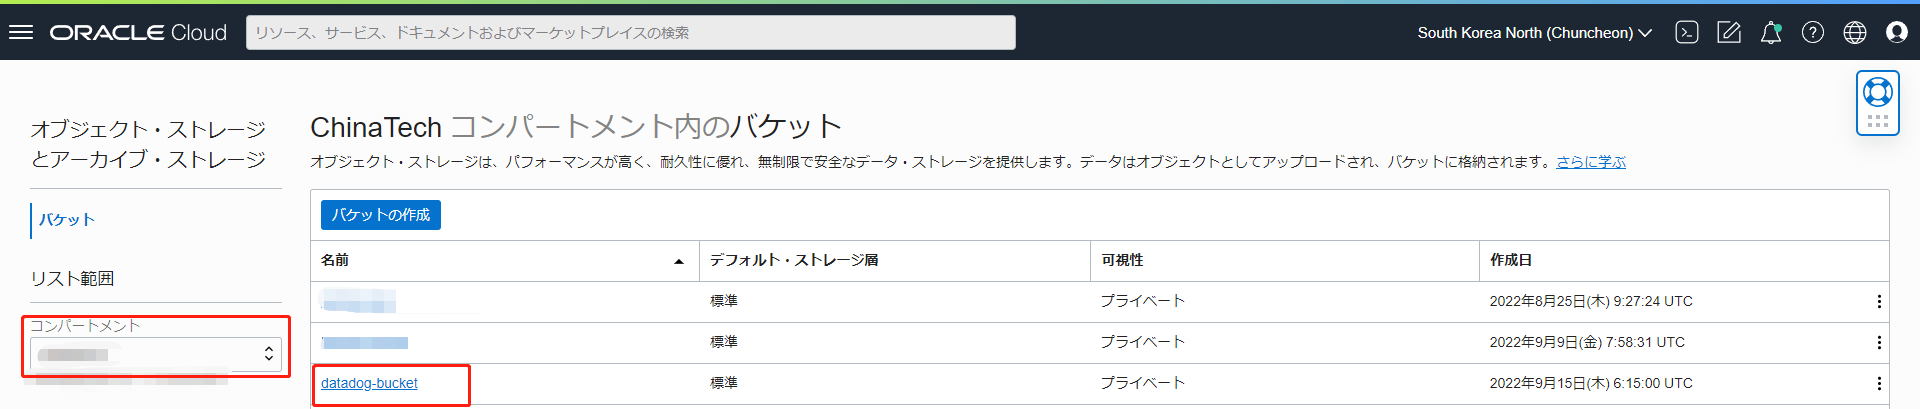 ORACLE Cloud
リソース、サービス、ドキュメントおよびマーケットプレイスの検索
South Korea North (Chuncheon)
オブジェクト・ストレージ
とアーカイブ・ストレージ
バケット
リスト範囲
コンパートメント
ChinaTech コンパートメント内のバケット
オブジェクト・ストレージは、パフォーマンスが高く、耐久性に優れ、無制限で安全なデータ・ストレージを提供します。データはオブジェクトとしてアップロードされ、バケットに格納されます。さらに学ぶ
バケットの作成
名前 デフォルト・ストレージ層 可視性 作成日
標準 プライベート 2022年8月25日(木) 9:27:24 UTC
標準 プライベート 2022年9月9日(金) 7:58:31 UTC
datadog-bucket 標準 プライベート 2022年9月15日(木) 6:15:00 UTC